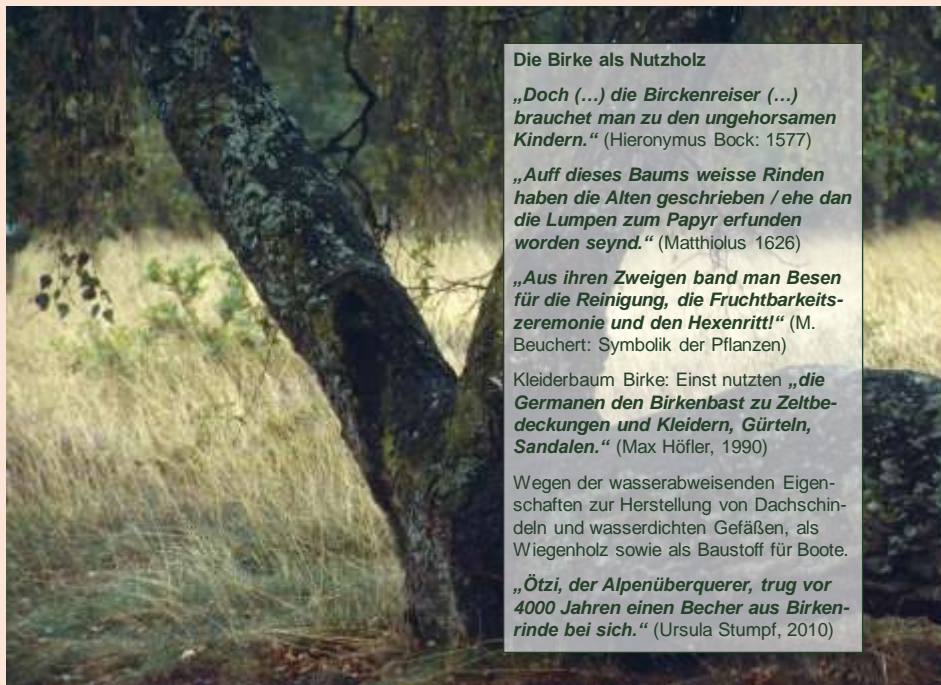 Die Birke als Nutzholz
„Doch (…) die Birckenreiser (…)
brauchet man zu den ungehorsamen
Kindern.“ (Hieronymus Bock: 1577)
„Auff dieses Baums weisse Rinden
haben die Alten geschrieben / ehe dan
die Lumpen zum Papyr erfunden
worden seynd.“ (Matthiolus 1626)
„Aus ihren Zweigen band man Besen
für die Reinigung, die Fruchtbarkeits-
zeremonie und den Hexenritt!“ (M.
Beuchert: Symbolik der Pflanzen)
Kleiderbaum Birke: Einst nutzten „die
Germanen den Birkenbast zu Zeltbe-
deckungen und Kleidern, Gürteln,
Sandalen.“ (Max Höfler, 1990)
Wegen der wasserabweisenden Eigen-
schaften zur Herstellung von Dachschin-
deln und wasserdichten Gefäßen, als
Wiegenholz sowie als Baustoff für Boote.
„Ötzi, der Alpenüberquerer, trug vor
4000 Jahren einen Becher aus Birken-
rinde bei sich.“ (Ursula Stumpf, 2010)